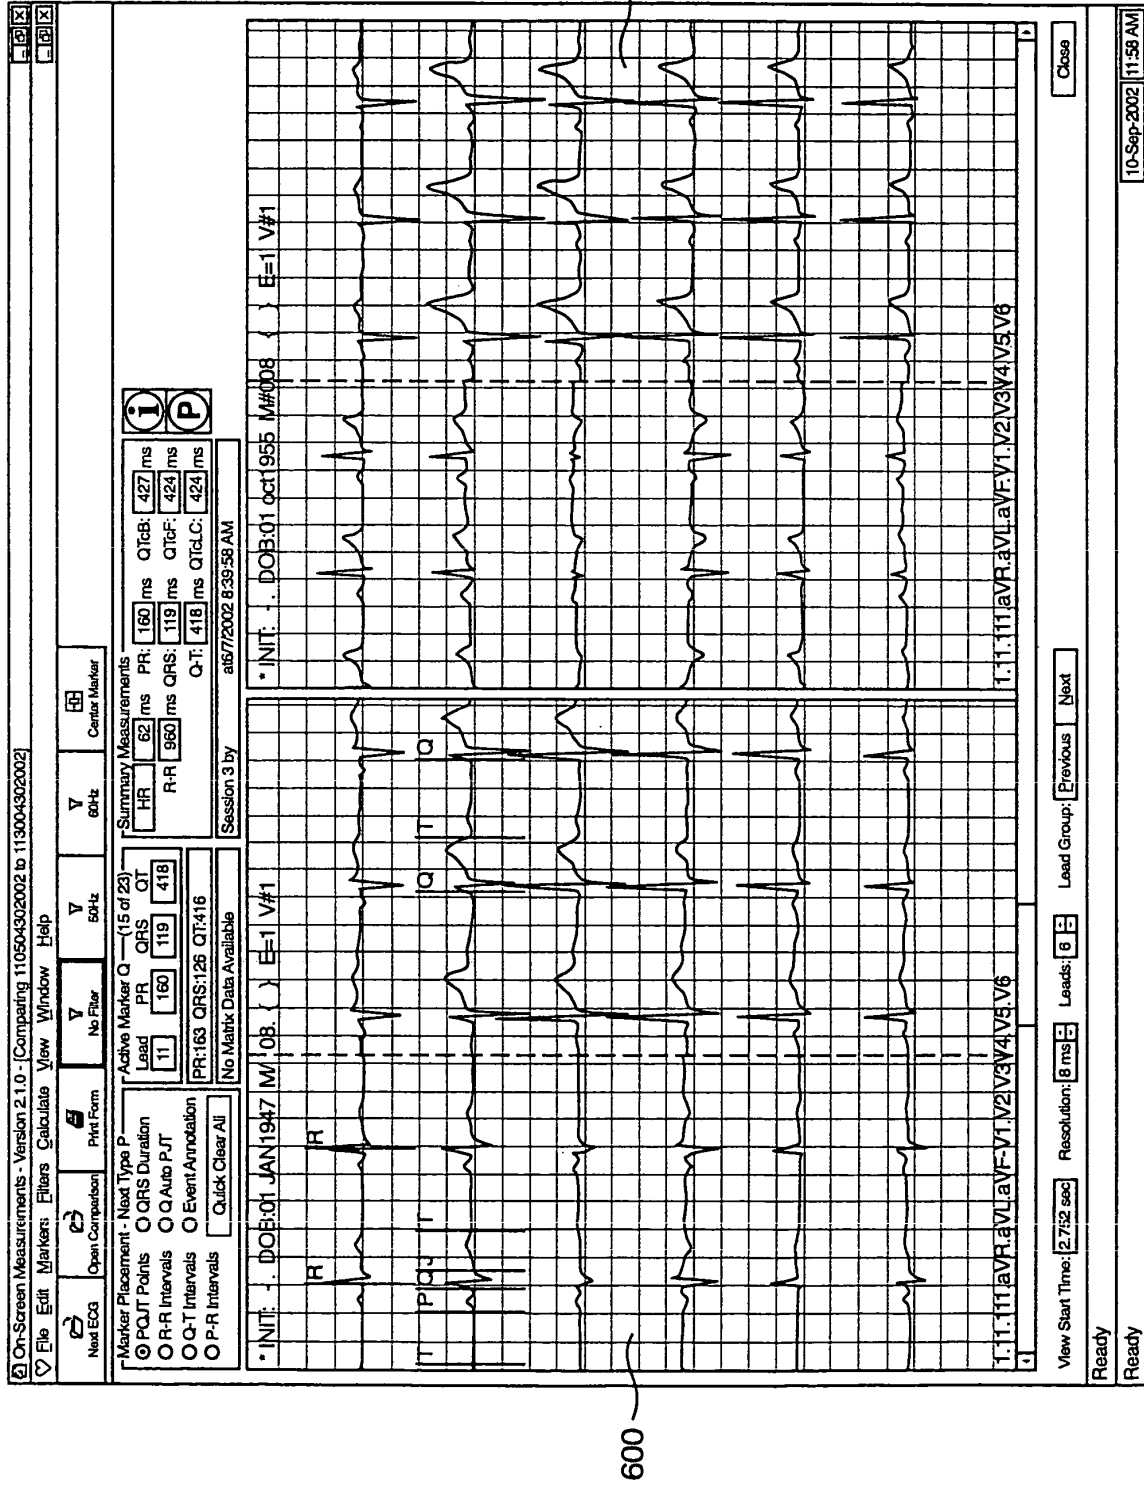 On-Screen Measurements - Version 2.1.0 - [Comparing 110504302002 to 113004302002]
File Edit Markers Filters Calculate View Window Help
Next ECG Open Comparison Print Form No Filter 50Hz 60Hz Center Marker
Marker Placement - Next Type P
PQJT Points QRS Duration
R-R Intervals Q Auto PJT
Q-T Intervals Event Annotation
P-R Intervals Quick Clear All
Active Marker Q (15 of 23)
Lead PR QRS QT
11 160 119 418
PR:163 QRS:126 QT:416
No Matrix Data Available
Summary Measurements
HR 62 ms PR: 160 ms QTcB: 427 ms
R-R 960 ms QRS: 119 ms QTcF: 424 ms
Q-T: 418 ms QTcLC: 424 ms
i
P
Session 3 by at6/7/2002 8:39:58 AM
* INIT: - . DOB:01 JAN1947 M/ 08. { } E=1 V#1
R R
T P Q J T Q T Q
1.11.111.aVR.aVL.aVF-V1.V2.V3V4.V5.V6
* INIT: - . DOB:01 oct1955 M#008 { } E=1 V#1
1.11.111.aVR.aVL.aVF.V1.V2.V3V4.V5.V6
View Start Time: 2.752 sec Resolution: 8 ms Leads: 6 Lead Group: Previous Next Close
Ready
Ready 10-Sep-2002 11:58 AM
600